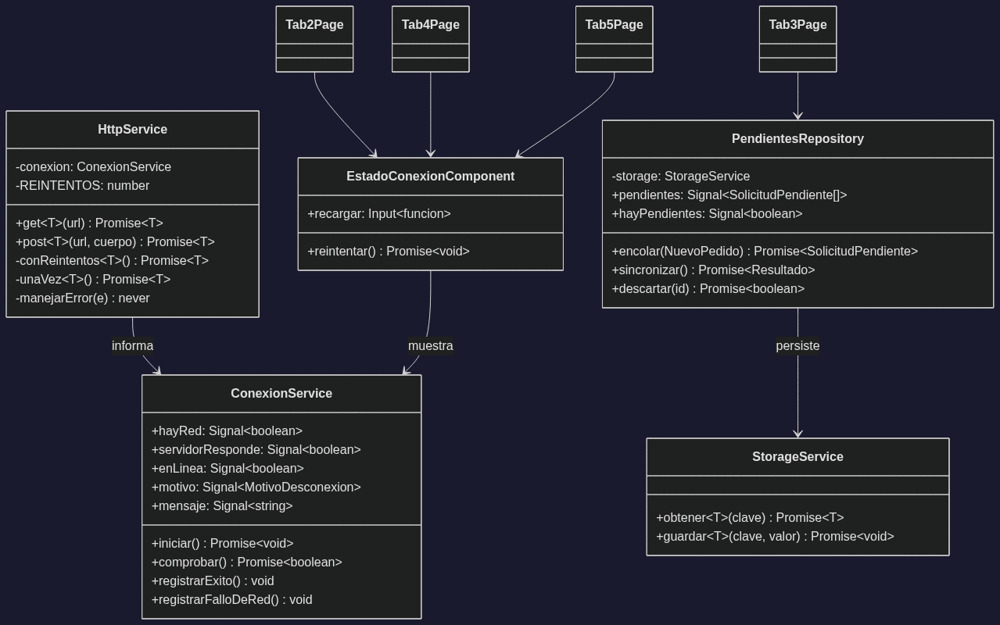 Tab2Page
Tab4Page
Tab5Page
Tab3Page
HttpService
-conexion: ConexionService
-REINTENTOS: number
+get<T>(url) : Promise<T>
+post<T>(url, cuerpo) : Promise<T>
-conReintentos<T>() : Promise<T>
-unaVez<T>() : Promise<T>
-manejarError(e) : never
EstadoConexionComponent
+recargar: Input<funcion>
+reintentar() : Promise<void>
PendientesRepository
-storage: StorageService
+pendientes: Signal<SolicitudPendiente[]>
+hayPendientes: Signal<boolean>
+encolar(NuevoPedido) : Promise<SolicitudPendiente>
+sincronizar() : Promise<Resultado>
+descartar(id) : Promise<boolean>
informa
muestra
persiste
ConexionService
+hayRed: Signal<boolean>
+servidorResponde: Signal<boolean>
+enLinea: Signal<boolean>
+motivo: Signal<MotivoDesconexion>
+mensaje: Signal<string>
+iniciar() : Promise<void>
+comprobar() : Promise<boolean>
+registrarExito() : void
+registrarFalloDeRed() : void
StorageService
+obtener<T>(clave) : Promise<T>
+guardar<T>(clave, valor) : Promise<void>